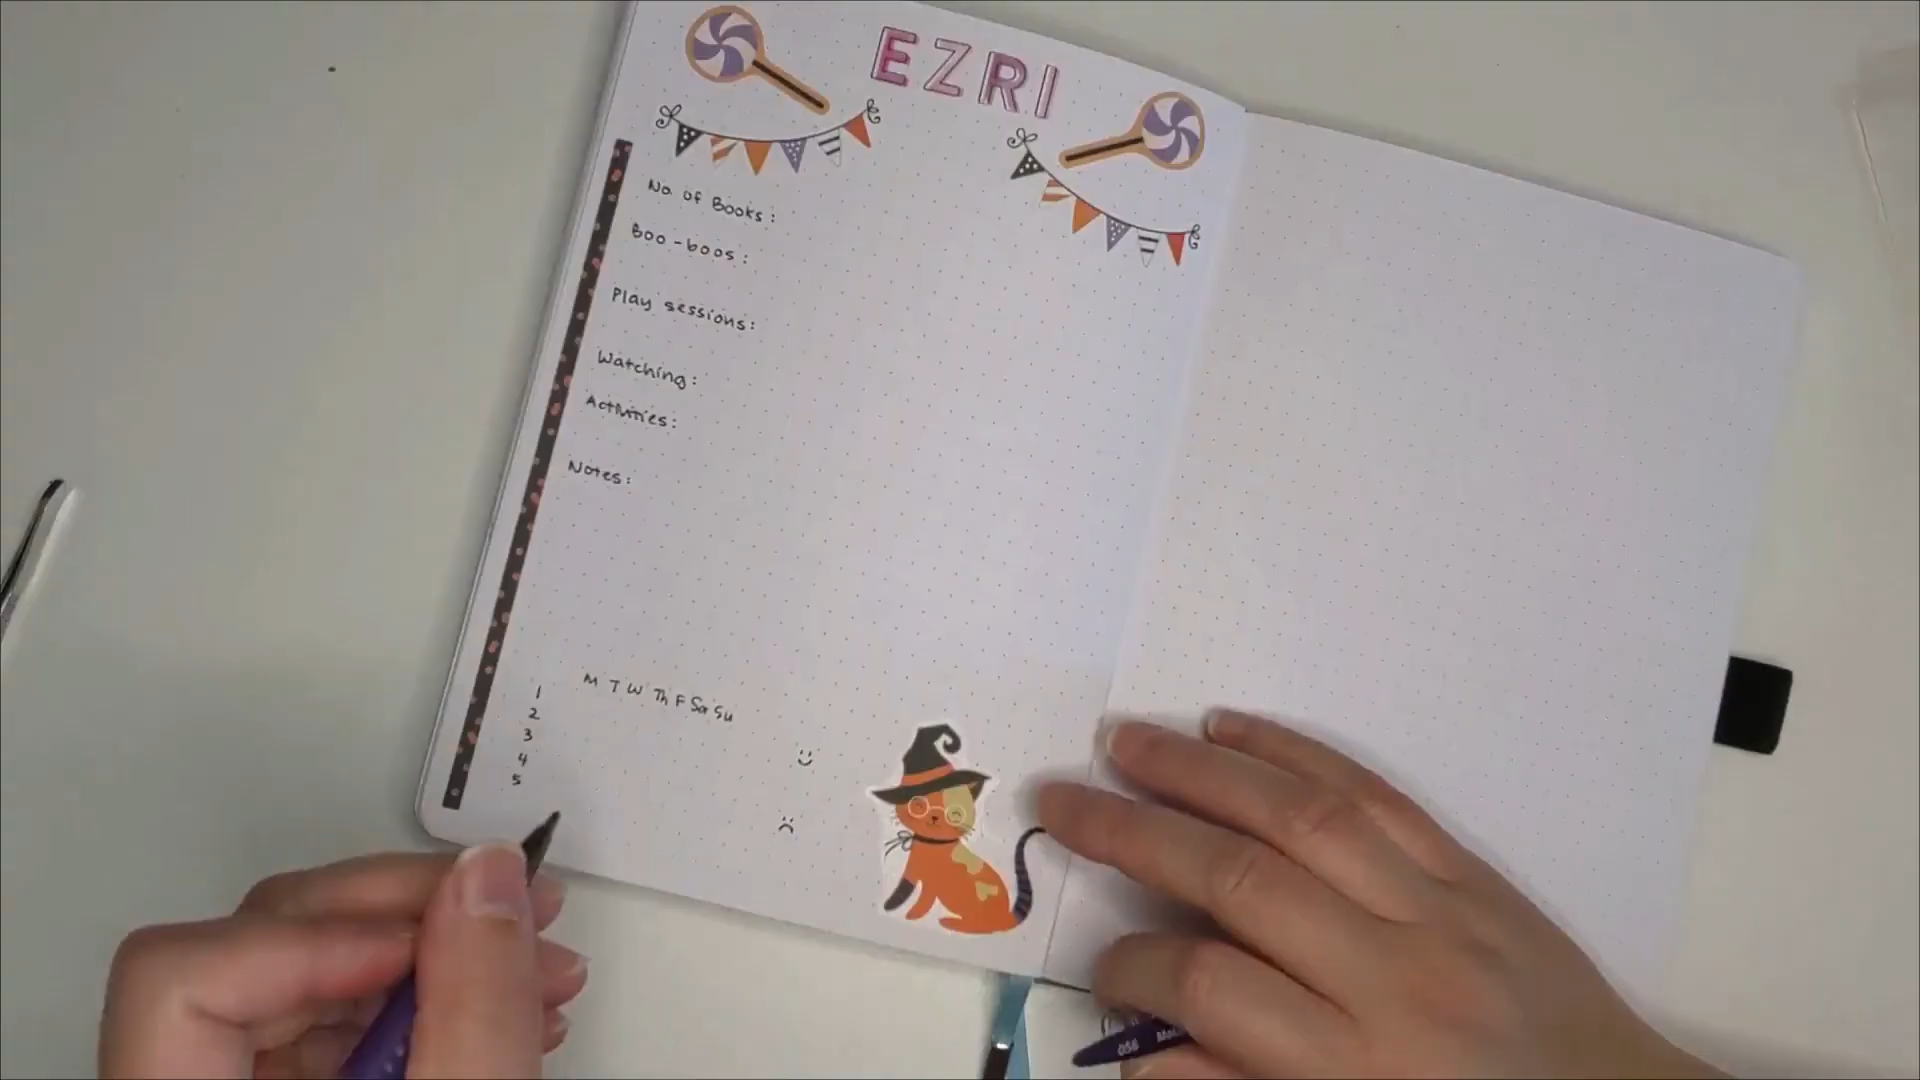 EZRI
No. of Books:
Boo-boos:
Play sessions:
Watching:
Activities:
Notes:
M T W Th F Sa Su
1
2
3
4
5
056